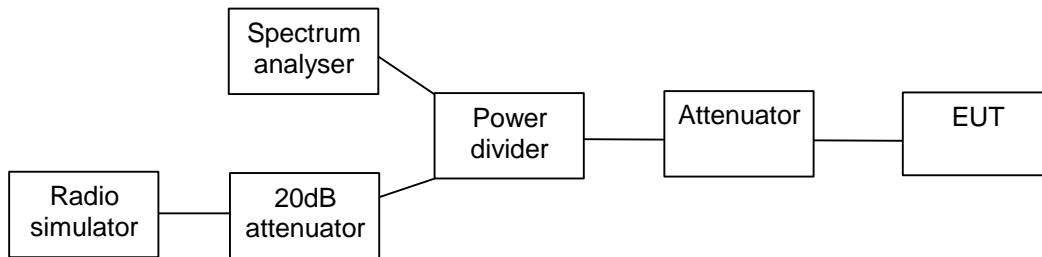 Spectrum
analyser
Power
divider
Attenuator
EUT
Radio
simulator
20dB
attenuator